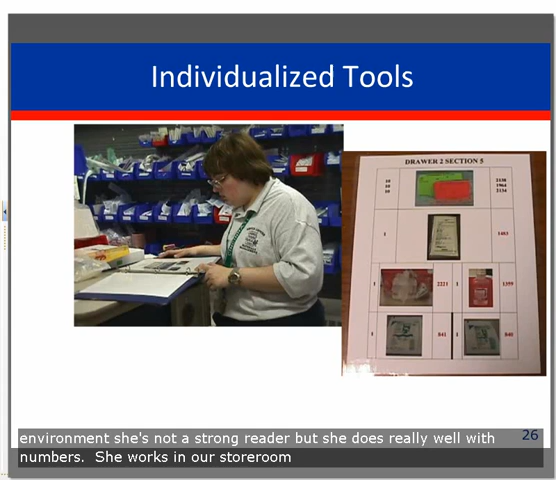 Individualized Tools
DRAWER 2 SECTION 5
10 2138
10 1964
10 2124
1 1483
1 2221 1 1359
1 841 1 840
environment she's not a strong reader but she does really well with
numbers. She works in our storeroom
26